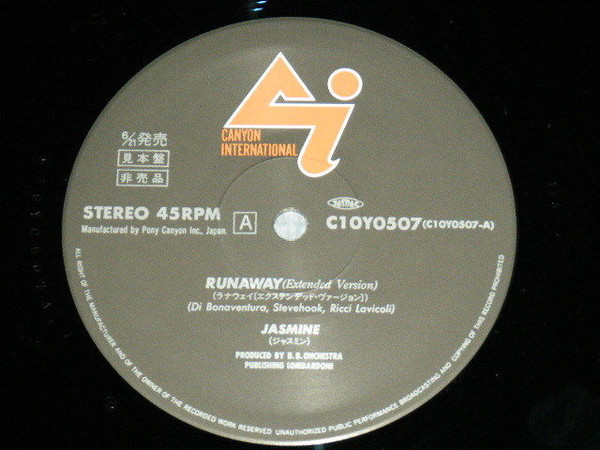 CANYON
INTERNATIONAL
6/21発売
見本盤
非売品
STEREO 45RPM
A
C10Y0507(C10Y0507-A)
Manufactured by Pony Canyon Inc., Japan.
RUNAWAY(Extended Version)
(ラナウェイ[エクステンデッド・ヴァージョン])
(Di Bonaventura, Stevehook, Ricci Lavicoli)
JASMINE
(ジャスミン)
PRODUCED BY B.B. ORCHESTRA
PUBLISHING LOMBARDONI
ALL RIGHT OF THE MANUFACTURER AND OF THE OWNER OF THE RECORDED WORK RESERVED UNAUTHORIZED PUBLIC PERFORMANCE BROADCASTING AND COPYING OF THIS RECORD PROHIBITED